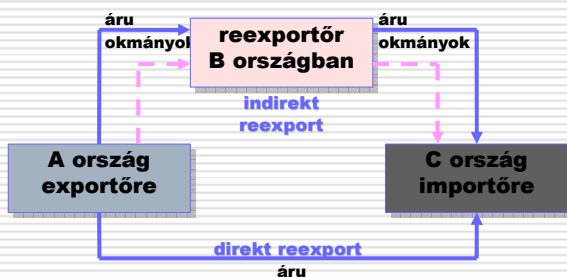 áru
okmányok
reexportőr
B országban
áru
okmányok
indirekt
reexport
A ország
exportőre
C ország
importőre
direkt reexport
áru